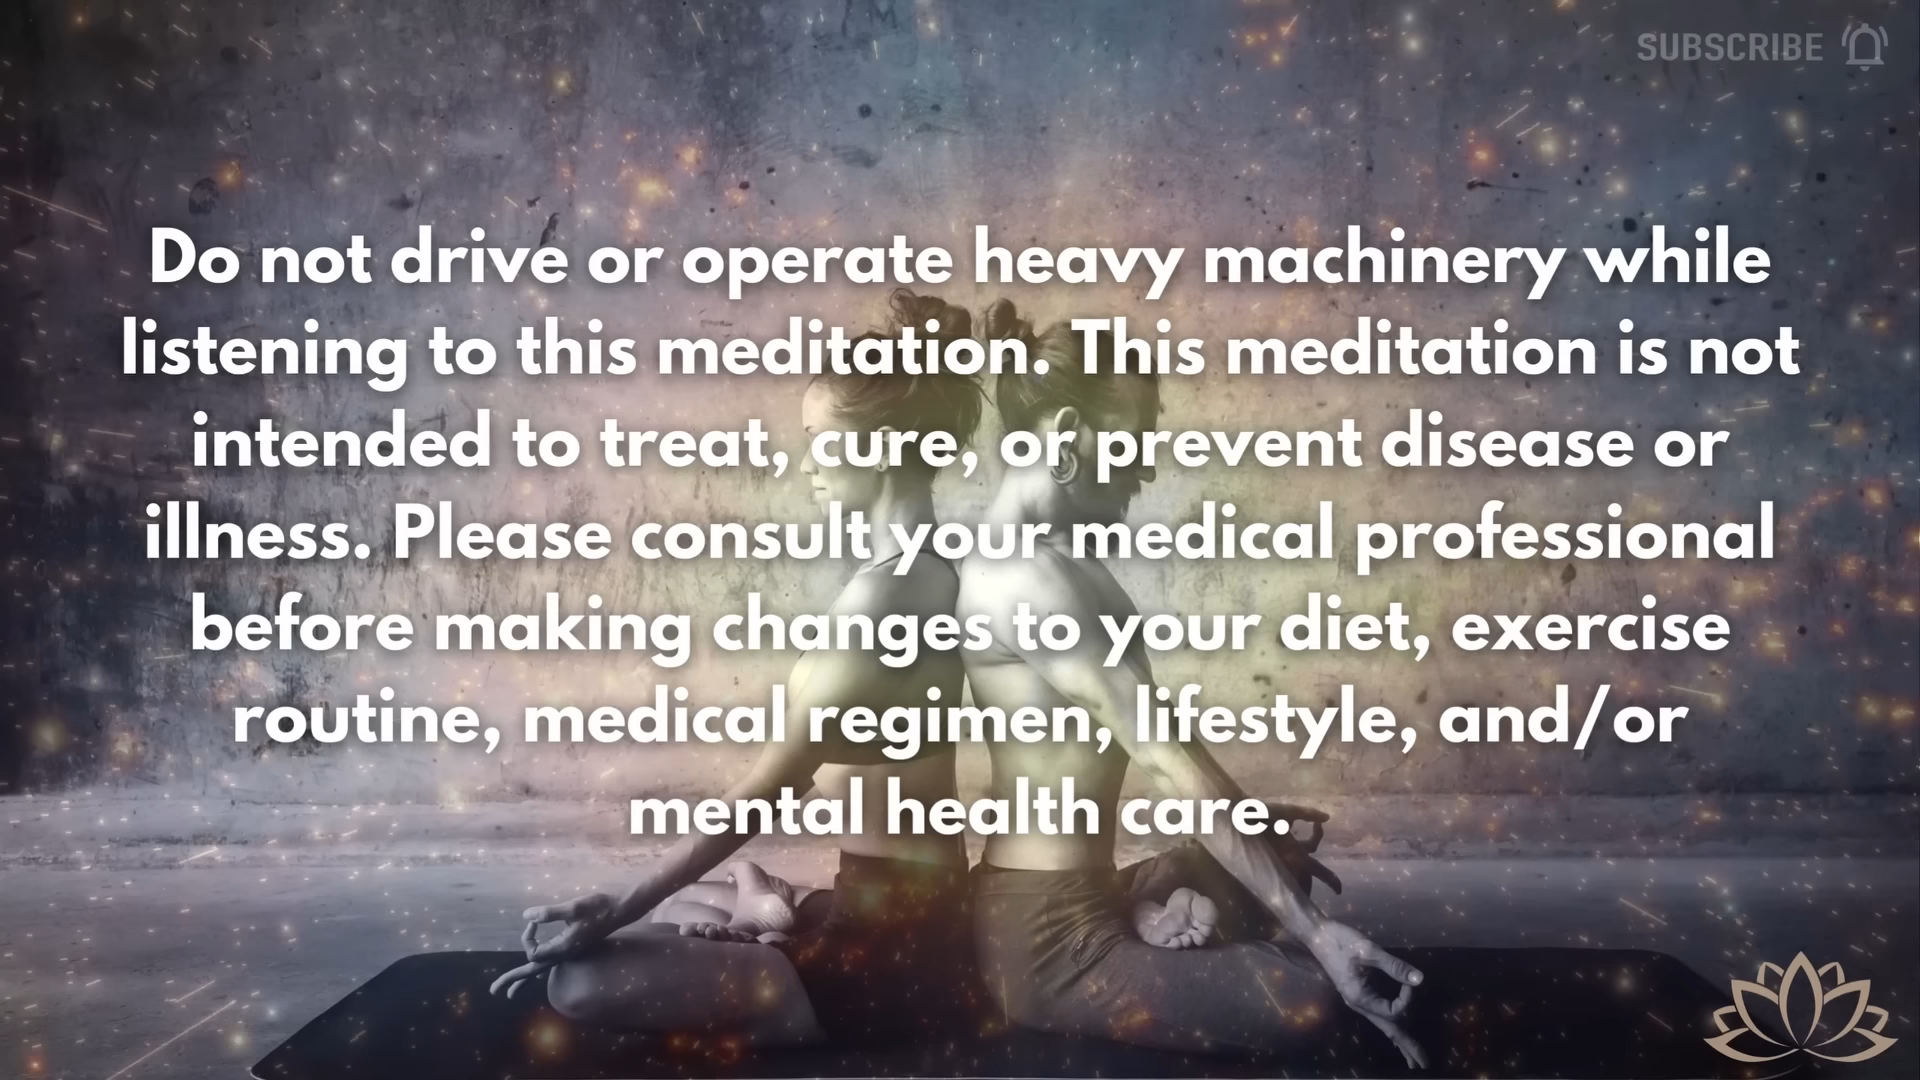 SUBSCRIBE
Do not drive or operate heavy machinery while
listening to this meditation. This meditation is not
intended to treat, cure, or prevent disease or
illness. Please consult your medical professional
before making changes to your diet, exercise
routine, medical regimen, lifestyle, and/or
mental health care.